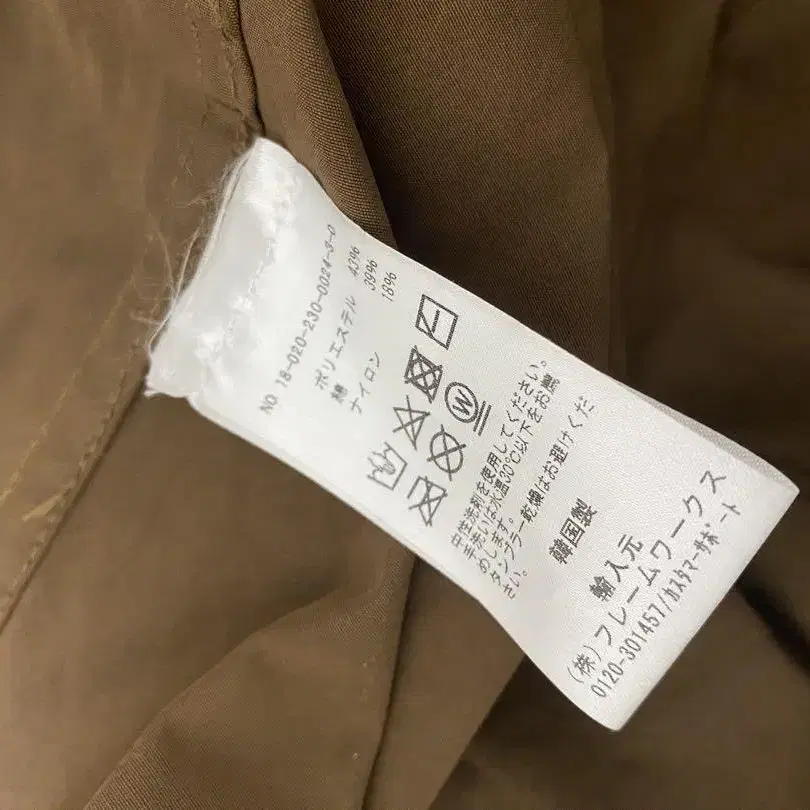 NO 18-020-230-0024-3-0
ポリエステル 43%
綿 39%
ナイロン 18%
W
中性洗剤を使用してください。
手洗いは水温30℃以下をお薦
めします。
タンブラー乾燥はお避けくだ
さい。
韓国製
輸入元
(株)フレームワークス
0120-301457//カスタマーサポート